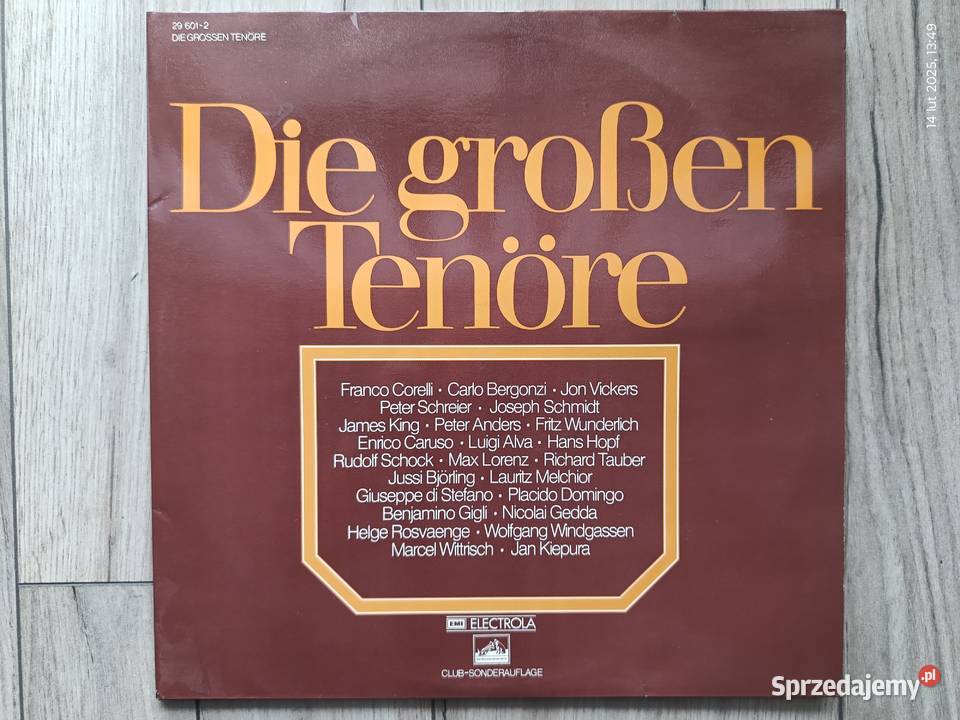 29 601-2
DIE GROSSEN TENÖRE
14 lut 2025, 13:49
Die großen
Tenöre
Franco Corelli • Carlo Bergonzi • Jon Vickers
Peter Schreier • Joseph Schmidt
James King • Peter Anders • Fritz Wunderlich
Enrico Caruso • Luigi Alva • Hans Hopf
Rudolf Schock • Max Lorenz • Richard Tauber
Jussi Björling • Lauritz Melchior
Giuseppe di Stefano • Placido Domingo
Benjamino Gigli • Nicolai Gedda
Helge Rosvaenge • Wolfgang Windgassen
Marcel Wittrisch • Jan Kiepura
EMI ELECTROLA
CLUB-SONDERAUFLAGE
Sprzedajemy.pl